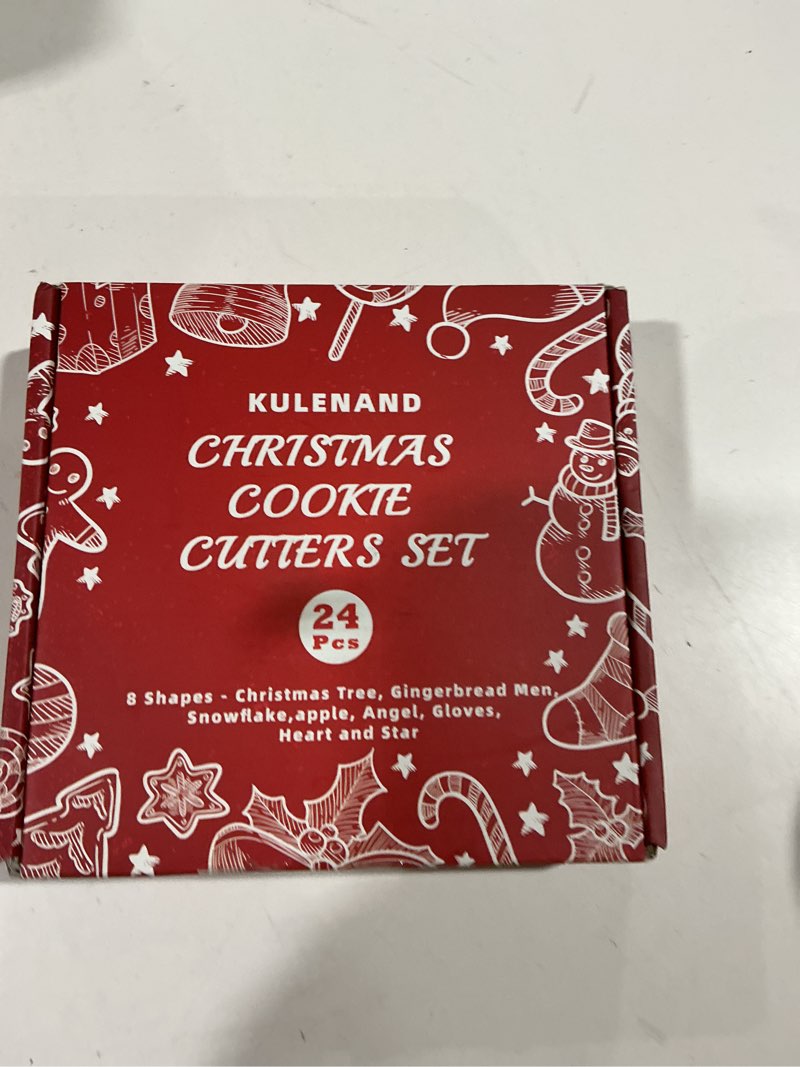 KULENAND
CHRISTMAS
COOKIE
CUTTERS SET
24
Pcs
8 Shapes - Christmas Tree, Gingerbread Men,
Snowflake,apple, Angel, Gloves,
Heart and Star